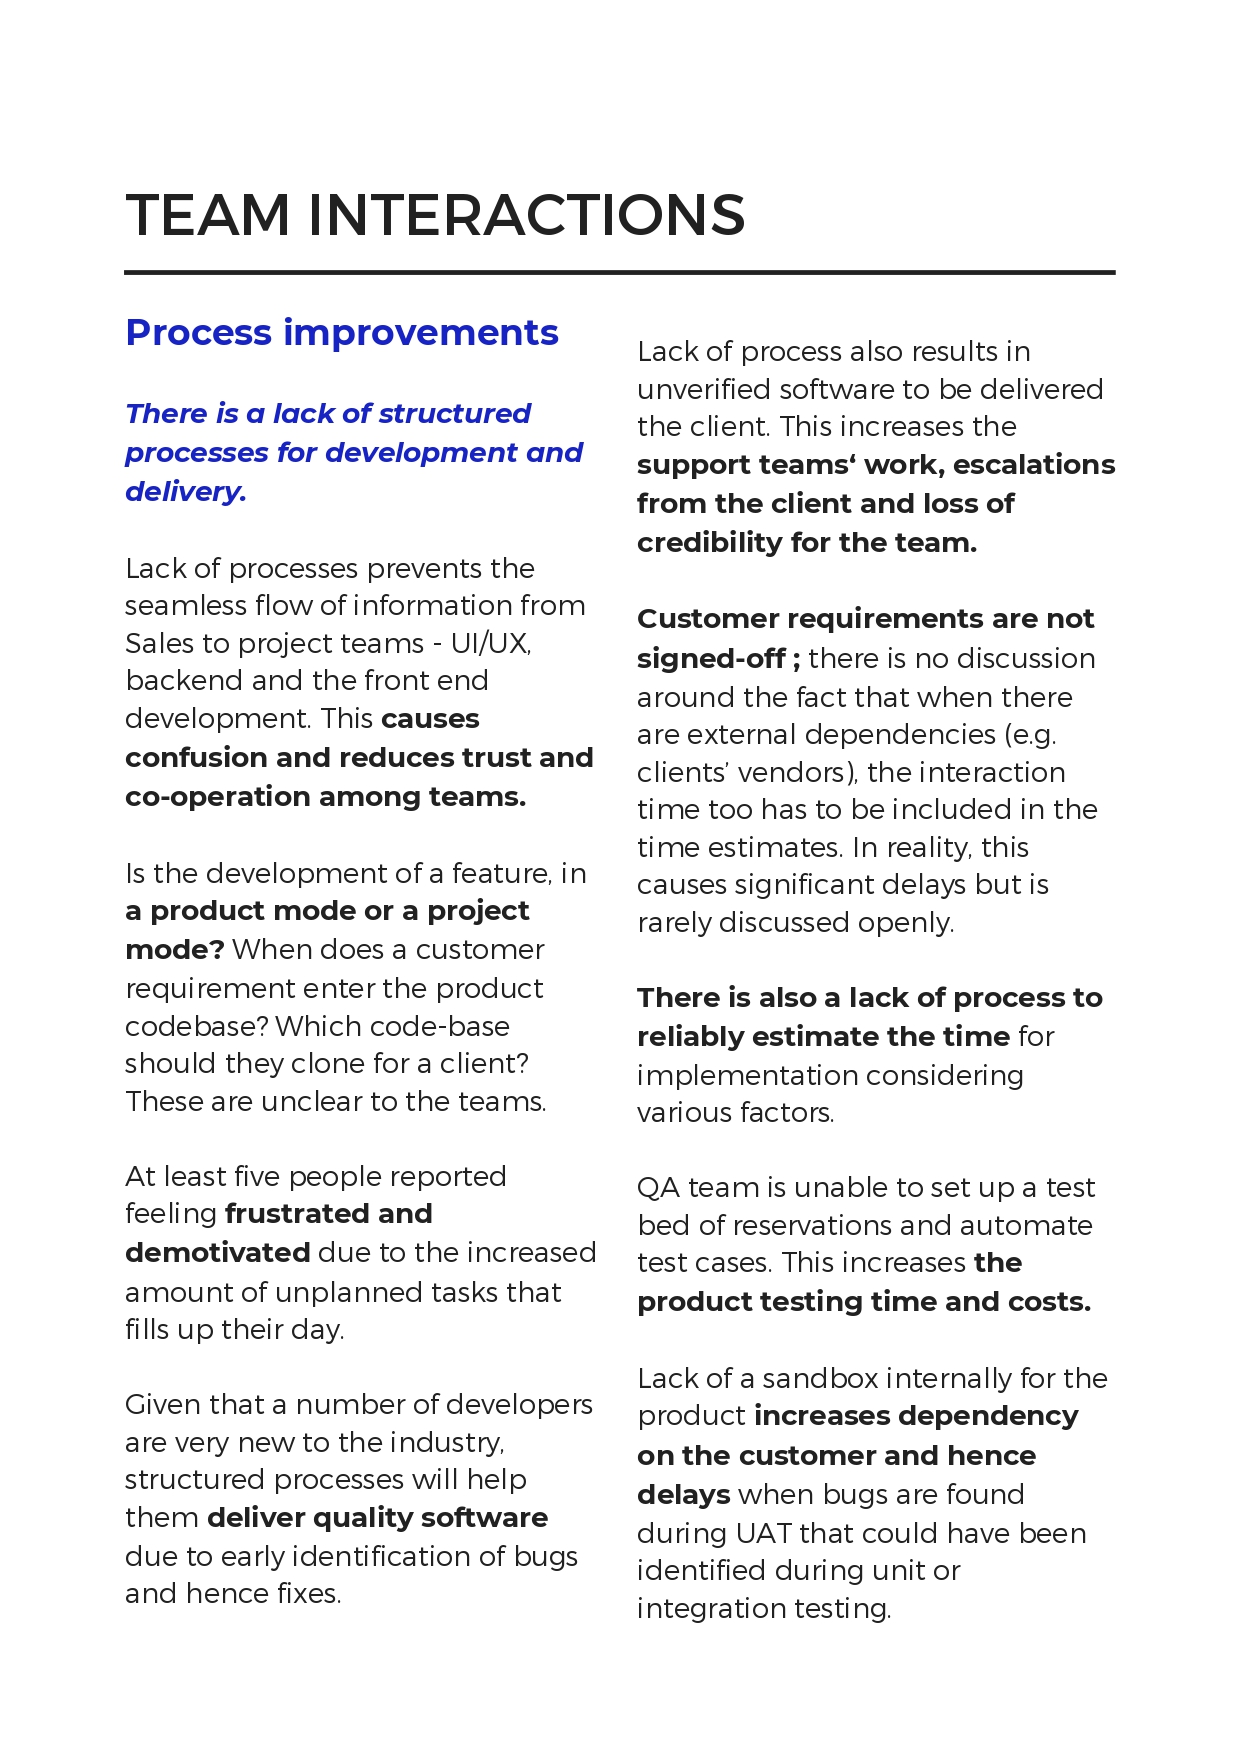 TEAM INTERACTIONS
Process improvements
There is a lack of structured
processes for development and
delivery.
Lack of processes prevents the
seamless flow of information from
Sales to project teams - UI/UX,
backend and the front end
development. This causes
confusion and reduces trust and
co-operation among teams.
Is the development of a feature, in
a product mode or a project
mode? When does a customer
requirement enter the product
codebase? Which code-base
should they clone for a client?
These are unclear to the teams.
At least five people reported
feeling frustrated and
demotivated due to the increased
amount of unplanned tasks that
fills up their day.
Given that a number of developers
are very new to the industry,
structured processes will help
them deliver quality software
due to early identification of bugs
and hence fixes.
Lack of process also results in
unverified software to be delivered
the client. This increases the
support teams‘ work, escalations
from the client and loss of
credibility for the team.
Customer requirements are not
signed-off ; there is no discussion
around the fact that when there
are external dependencies (e.g.
clients’ vendors), the interaction
time too has to be included in the
time estimates. In reality, this
causes significant delays but is
rarely discussed openly.
There is also a lack of process to
reliably estimate the time for
implementation considering
various factors.
QA team is unable to set up a test
bed of reservations and automate
test cases. This increases the
product testing time and costs.
Lack of a sandbox internally for the
product increases dependency
on the customer and hence
delays when bugs are found
during UAT that could have been
identified during unit or
integration testing.